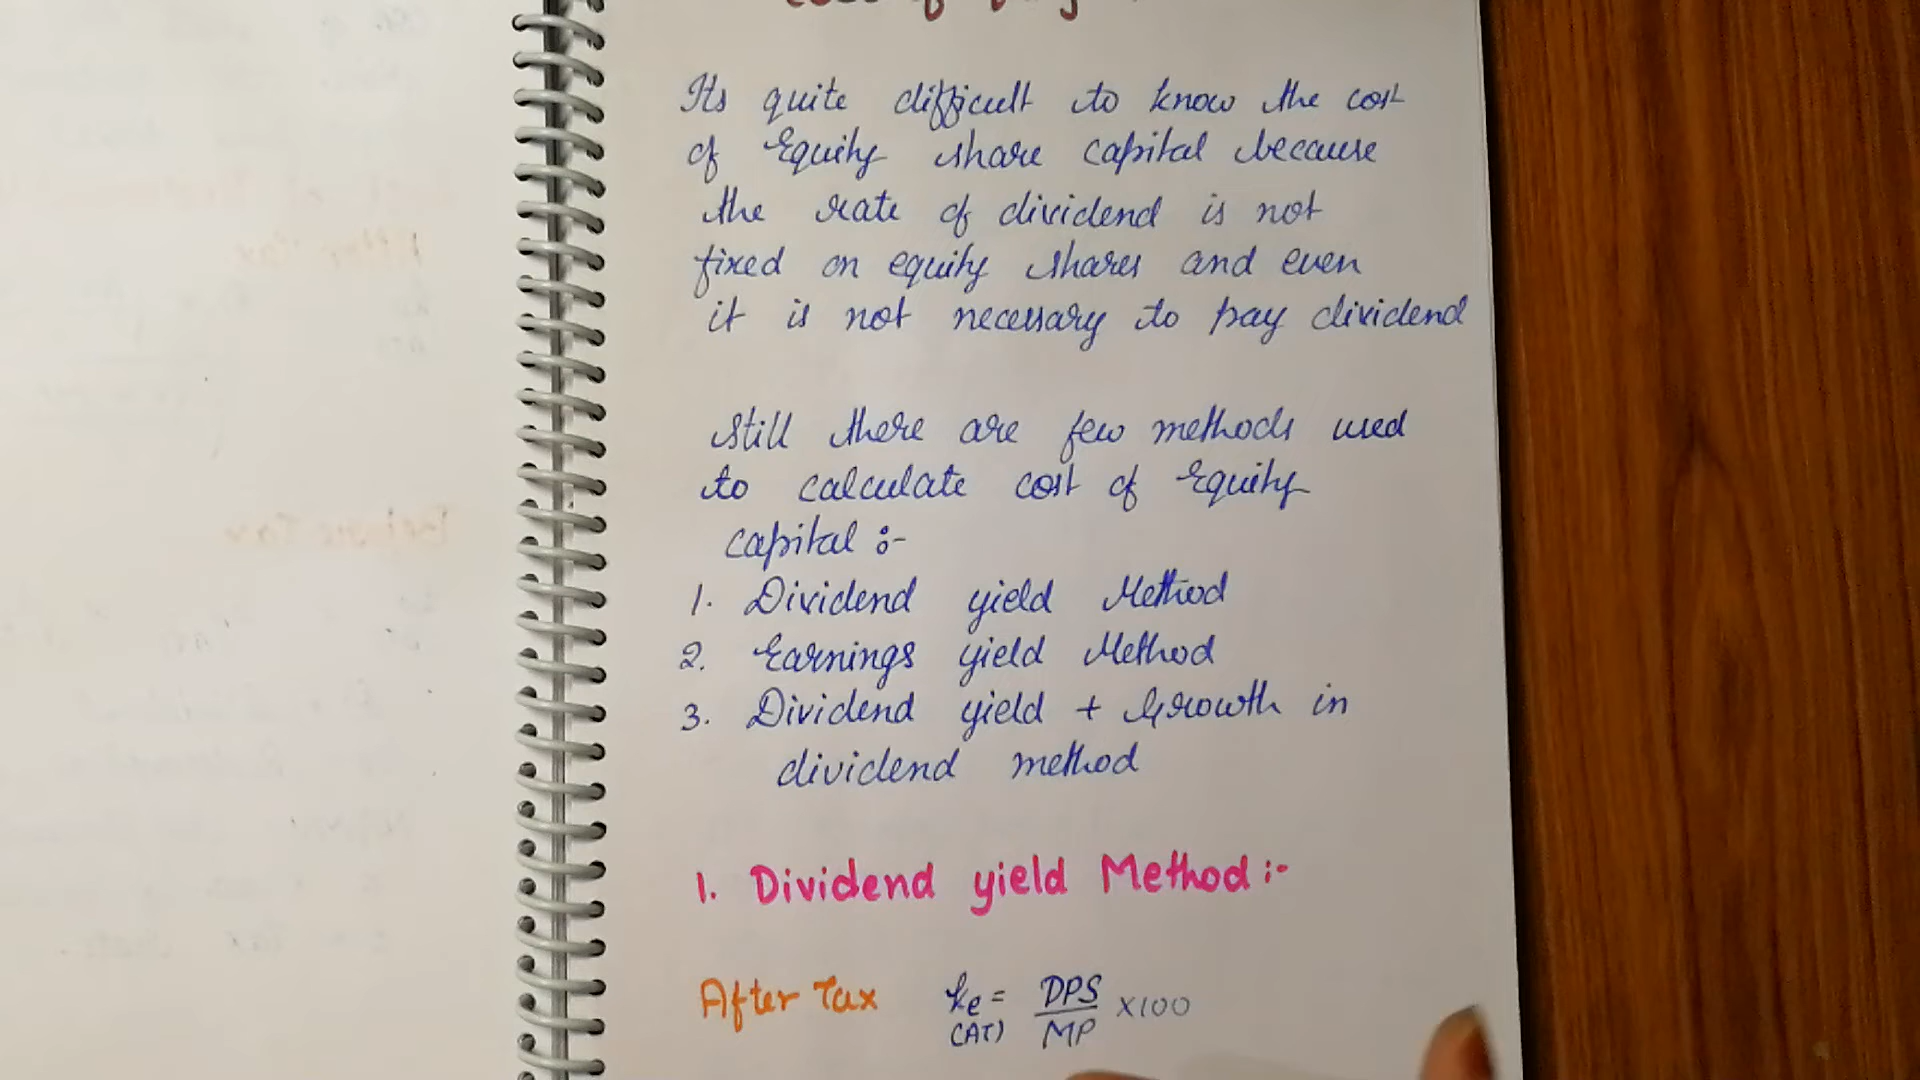 Its quite difficult to know the cost
of Equity share capital because
the rate of dividend is not
fixed on equity shares and even
it is not necessary to pay dividend
Still there are few methods used
to calculate cost of Equity
capital :-
1. Dividend yield Method
2. Earnings yield Method
3. Dividend yield + Growth in
dividend method
1. Dividend yield Method :-
After Tax ke = DPS/MP X100
(AT)